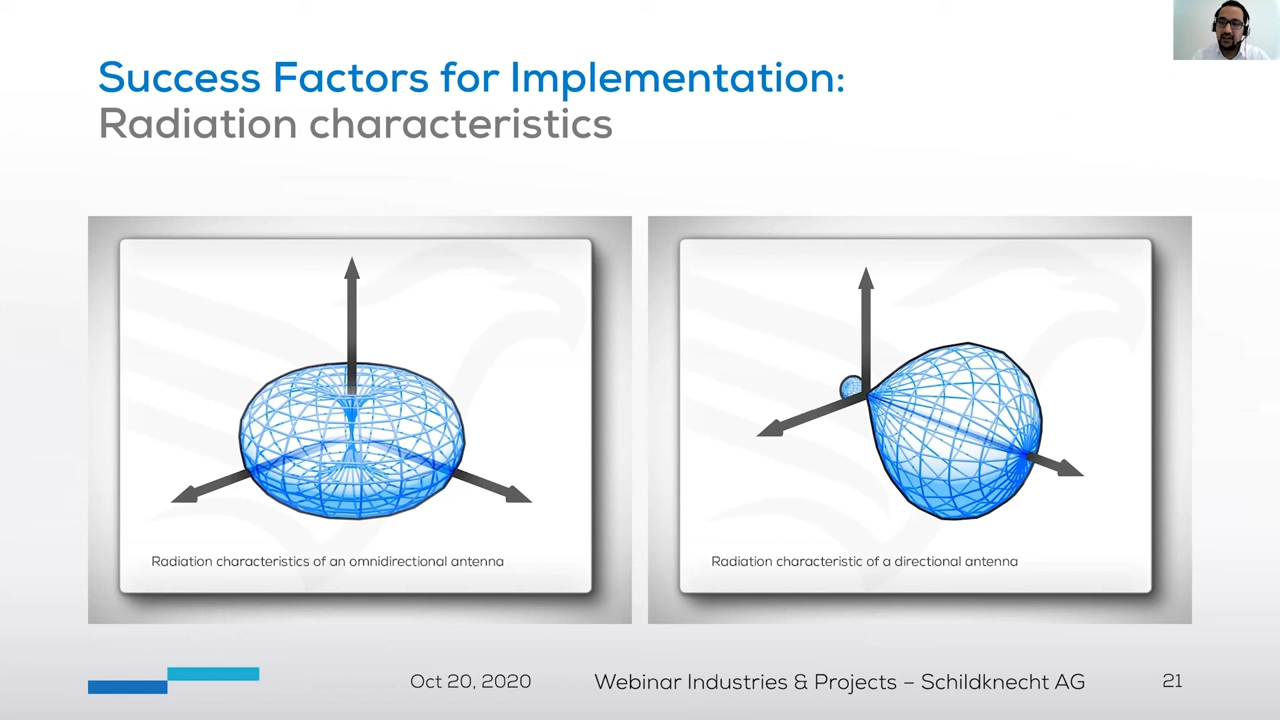 Success Factors for Implementation:
Radiation characteristics
Radiation characteristics of an omnidirectional antenna
Radiation characteristic of a directional antenna
Oct 20, 2020
Webinar Industries & Projects – Schildknecht AG
21